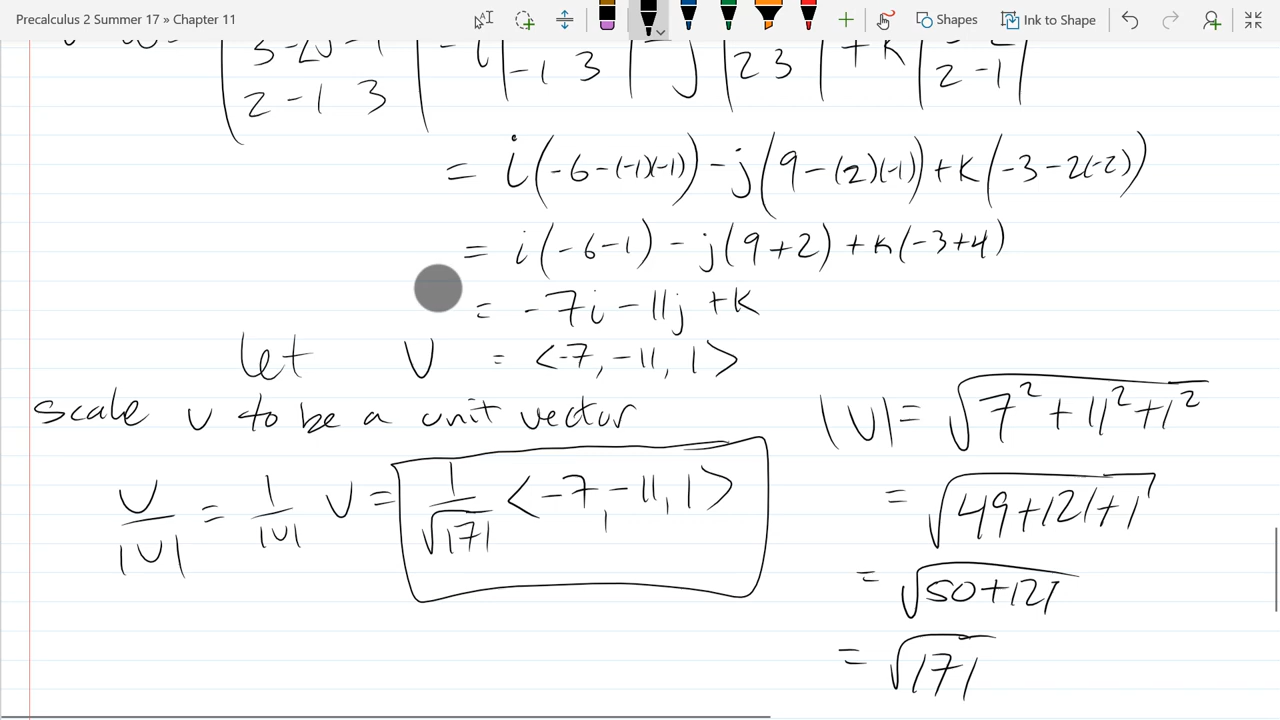 Precalculus 2 Summer 17 » Chapter 11
Shapes
Ink to Shape
3 -2 -1 | -1 3 | - j | 2 3 | + k | 2 -1 |
2 -1 3
= i(-6-(-1)(-1)) - j(9-(2)(-1)) + k(-3-2(-2))
= i(-6-1) - j(9+2) + k(-3+4)
= -7i - 11j + k
let v = <-7, -11, 1>
scale v to be a unit vector
v/|v| = 1/|v| v = 1/√171 <-7, -11, 1>
|v| = √7² + 11² + 1²
= √49+121+1
= √50+121
= √171